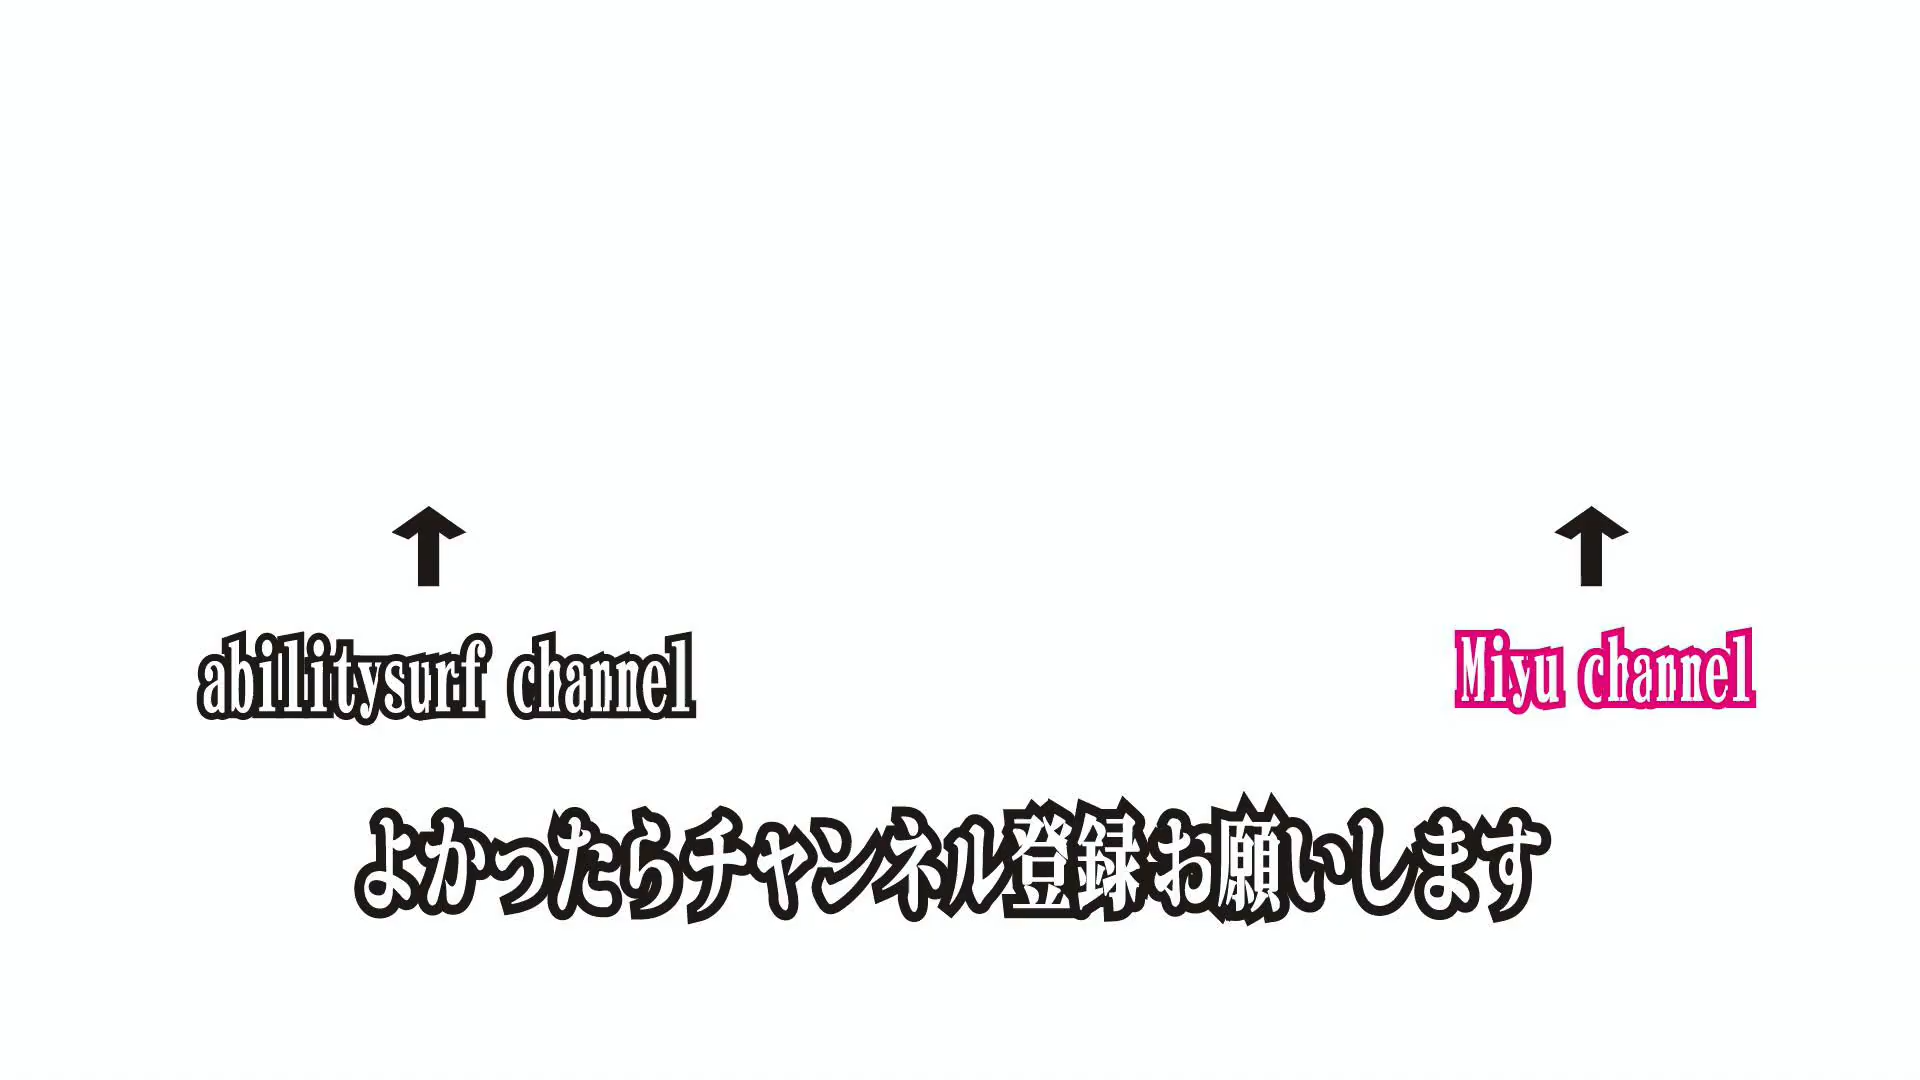 abilitysurf channel
Miyu channel
よかったらチャンネル登録お願いします